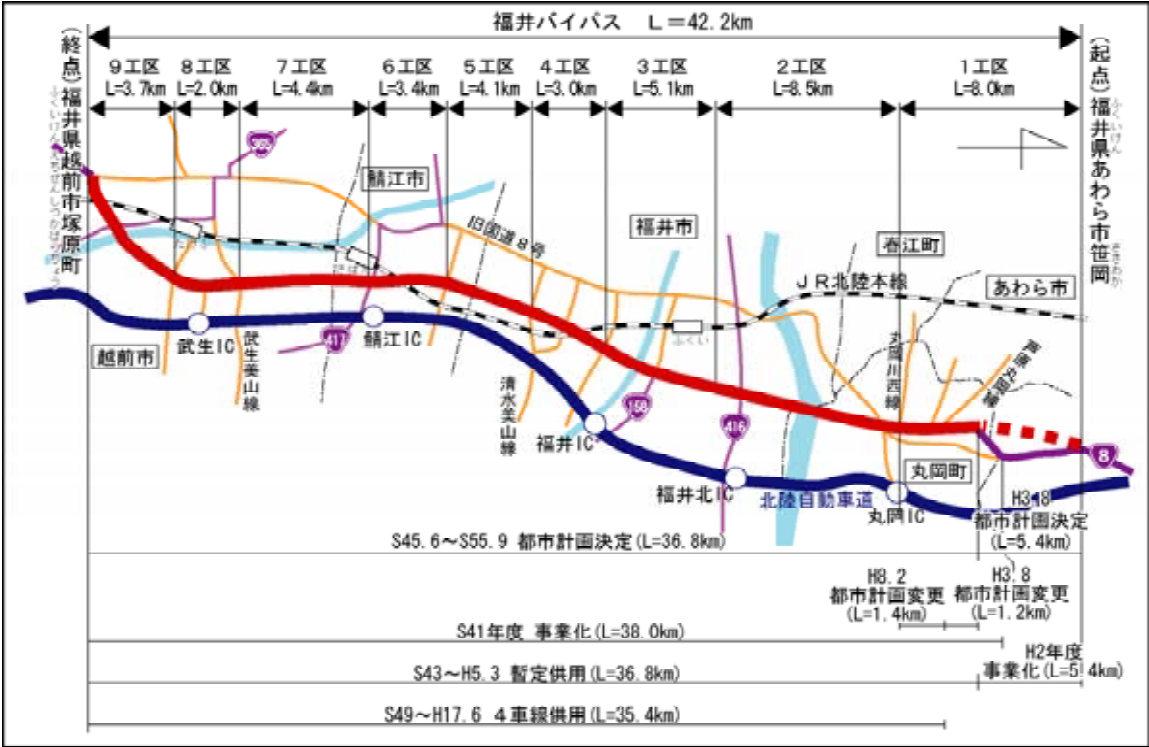 福井バイパス　L＝42.2km
9工区
L=3.7km
8工区
L=2.0km
7工区
L=4.4km
6工区
L=3.4km
5工区
L=4.1km
4工区
L=3.0km
3工区
L=5.1km
2工区
L=8.5km
1工区
L=8.0km
(終点)福井県越前市塚原町
(起点)福井県あわら市笹岡
ふくいけん
365
鯖江市
旧国道8号
福井市
春江町
JR北陸本線
あわら市
ふくい
越前市
武生IC
武生美山線
417
鯖江IC
清水美山線
福井IC
158
416
福井北IC
北陸自動車道
丸岡川西線
丸岡町
丸岡IC
8
H3.8
都市計画決定
(L=5.4km)
S45.6～S55.9 都市計画決定(L=36.8km)
H8.2
都市計画変更
(L=1.4km)
H3.8
都市計画変更
(L=1.2km)
S41年度 事業化(L=38.0km)
H2年度
事業化(L=5.4km)
S43～H5.3 暫定供用(L=36.8km)
S49～H17.6 4車線供用(L=35.4km)